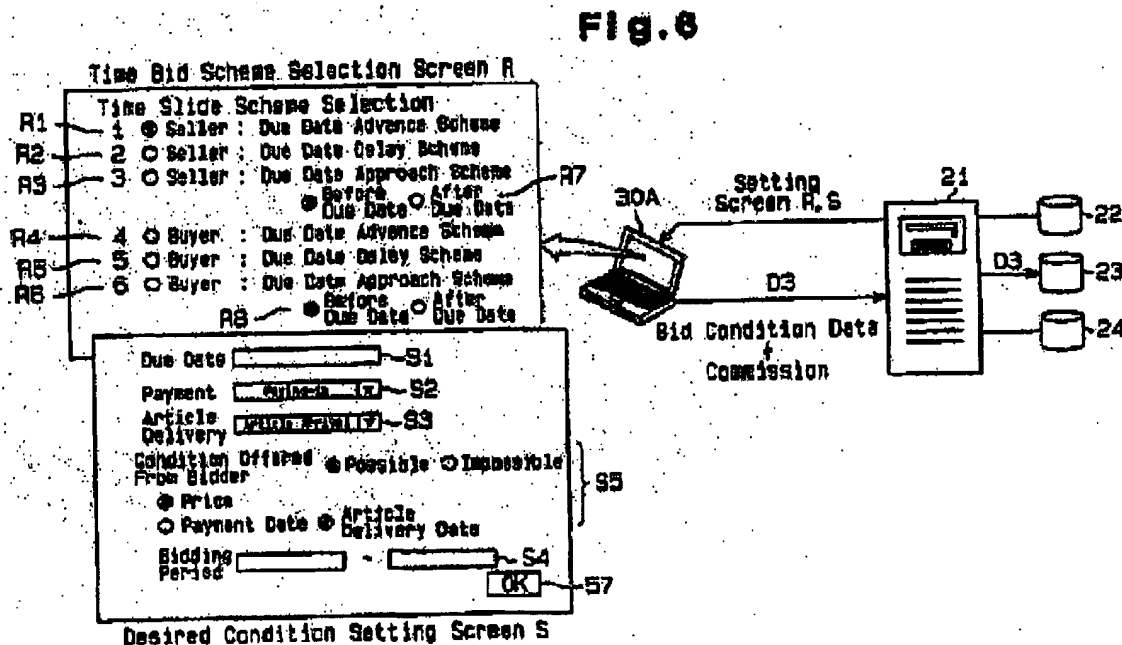 Fig.6
Time Bid Scheme Selection Screen R
Time Slide Scheme Selection
R1
1 Seller : Due Date Advance Scheme
R2
2 Seller : Due Date Delay Scheme
R3
3 Seller : Due Date Approach Scheme
Before Due Date
After Due Date
R7
R4
4 Buyer : Due Date Advance Scheme
R5
5 Buyer : Due Date Delay Scheme
R6
6 Buyer : Due Date Approach Scheme
R8
Before Due Date
After Due Date
Due Date
S1
Payment
Paying-in
S2
Article Delivery
Article Arrival
S3
Condition Offered From Bidder
Possible
Impossible
S5
Price
Payment Date
Article Delivery Date
Bidding Period
-
S4
OK
S7
Desired Condition Setting Screen S
30A
Setting Screen R,S
21
22
D3
23
D3
24
Bid Condition Data
+
Commission